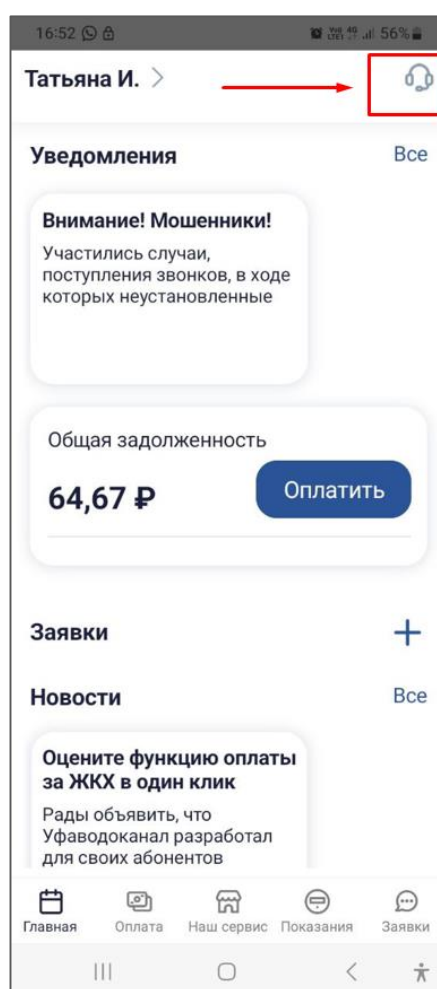 16:52
56%
Татьяна И.
Уведомления
Все
Внимание! Мошенники!
Участились случаи,
поступления звонков, в ходе
которых неустановленные
Общая задолженность
64,67 ₽
Оплатить
Заявки
Новости
Все
Оцените функцию оплаты
за ЖКХ в один клик
Рады объявить, что
Уфаводоканал разработал
для своих абонентов
Главная
Оплата
Наш сервис
Показания
Заявки